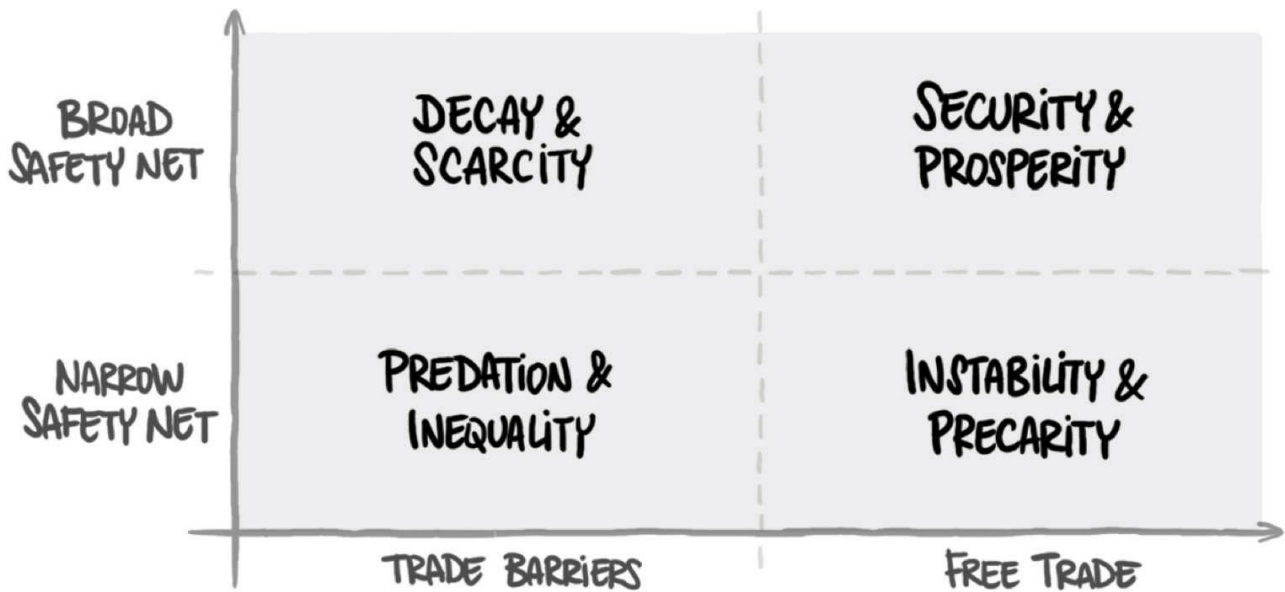 BROAD
SAFETY NET
DECAY &
SCARCITY
SECURITY &
PROSPERITY
NARROW
SAFETY NET
PREDATION &
INEQUALITY
INSTABILITY &
PRECARITY
TRADE BARRIERS
FREE TRADE